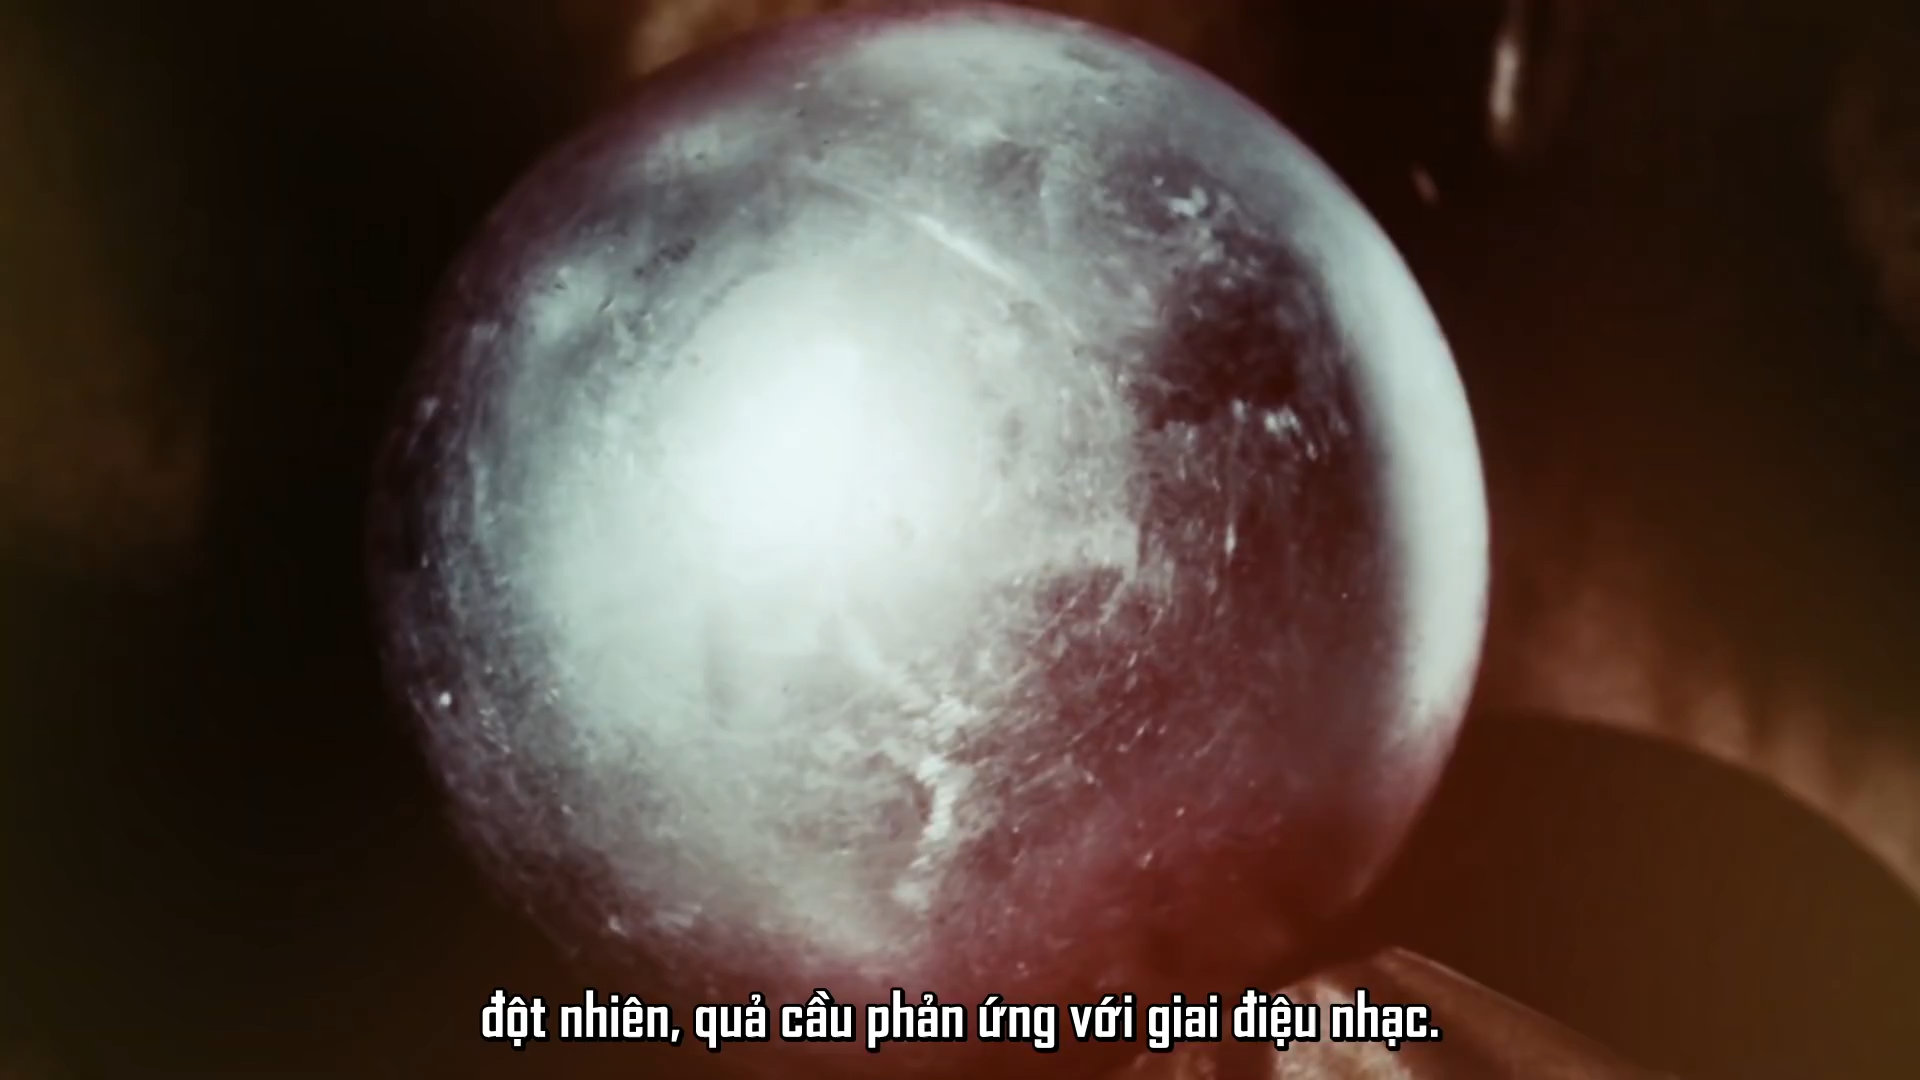 đột nhiên, quả cầu phản ứng với giai điệu nhạc.